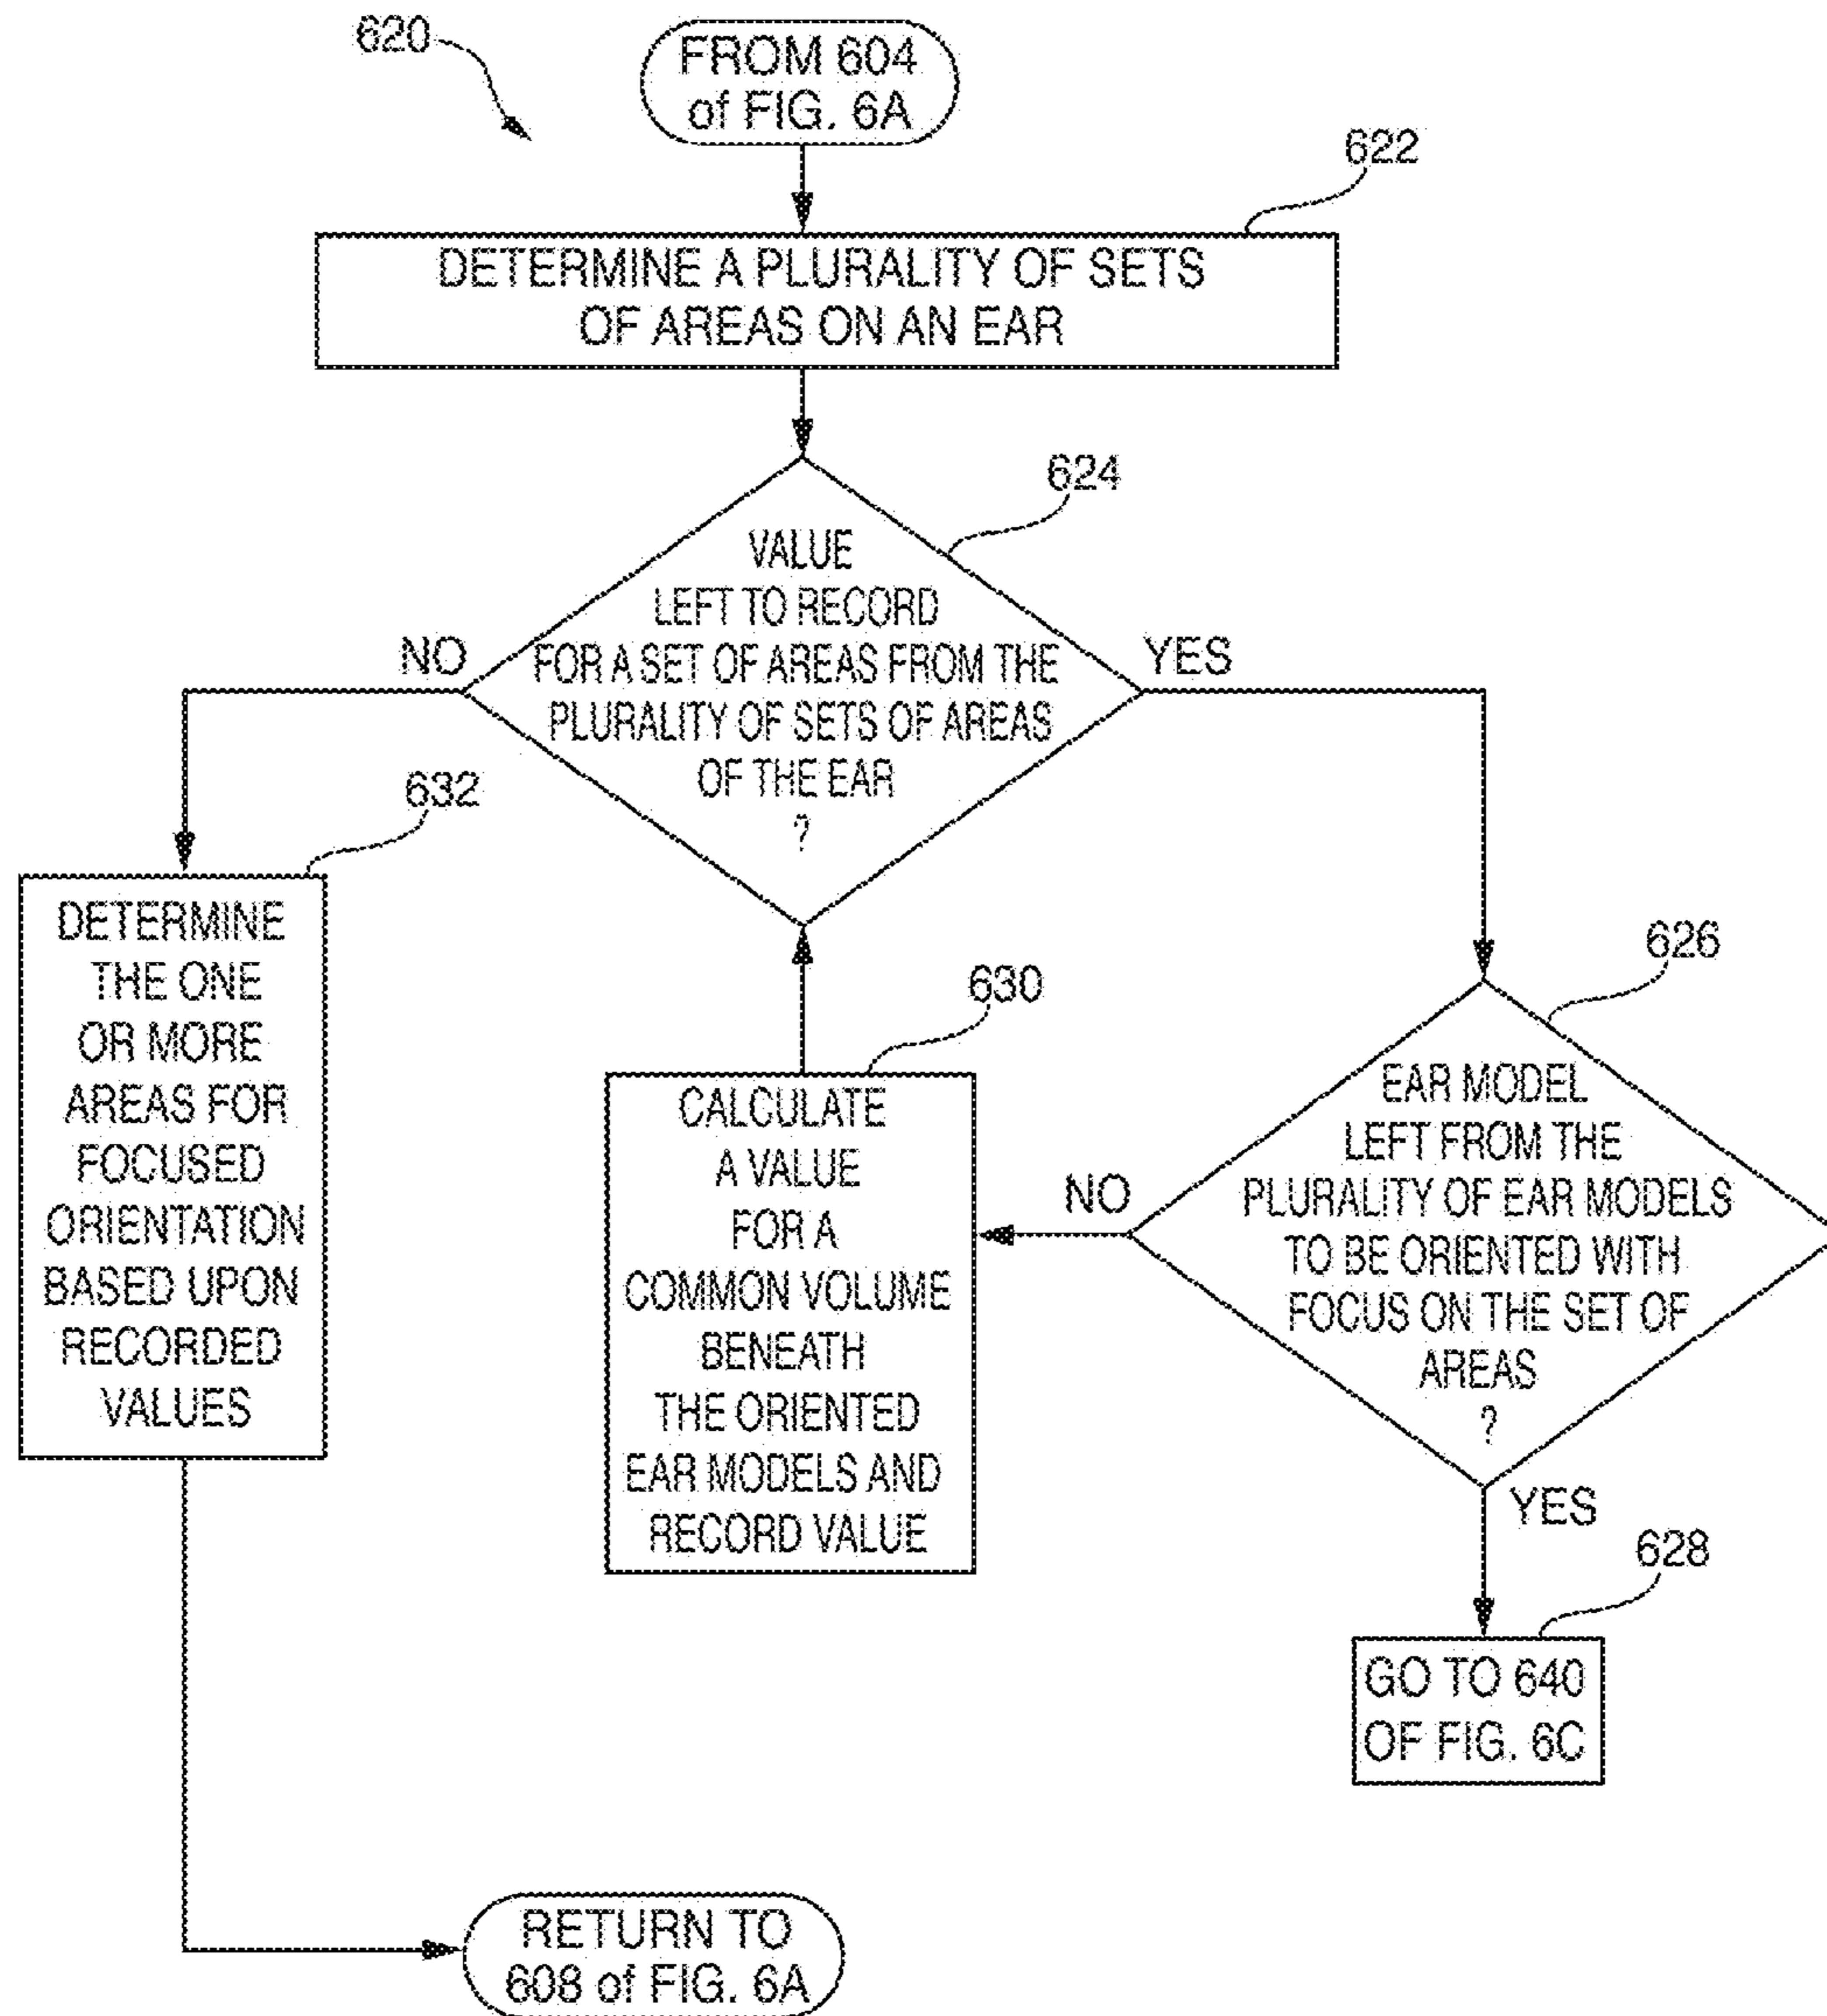 620
FROM 604
of FIG. 6A
622
DETERMINE A PLURALITY OF SETS
OF AREAS ON AN EAR
624
VALUE
LEFT TO RECORD
FOR A SET OF AREAS FROM THE
PLURALITY OF SETS OF AREAS
OF THE EAR
?
NO
YES
632
DETERMINE
THE ONE
OR MORE
AREAS FOR
FOCUSED
ORIENTATION
BASED UPON
RECORDED
VALUES
630
CALCULATE
A VALUE
FOR A
COMMON VOLUME
BENEATH
THE ORIENTED
EAR MODELS AND
RECORD VALUE
NO
626
EAR MODEL
LEFT FROM THE
PLURALITY OF EAR MODELS
TO BE ORIENTED WITH
FOCUS ON THE SET OF
AREAS
?
YES
628
GO TO 640
OF FIG. 6C
RETURN TO
608 of FIG. 6A